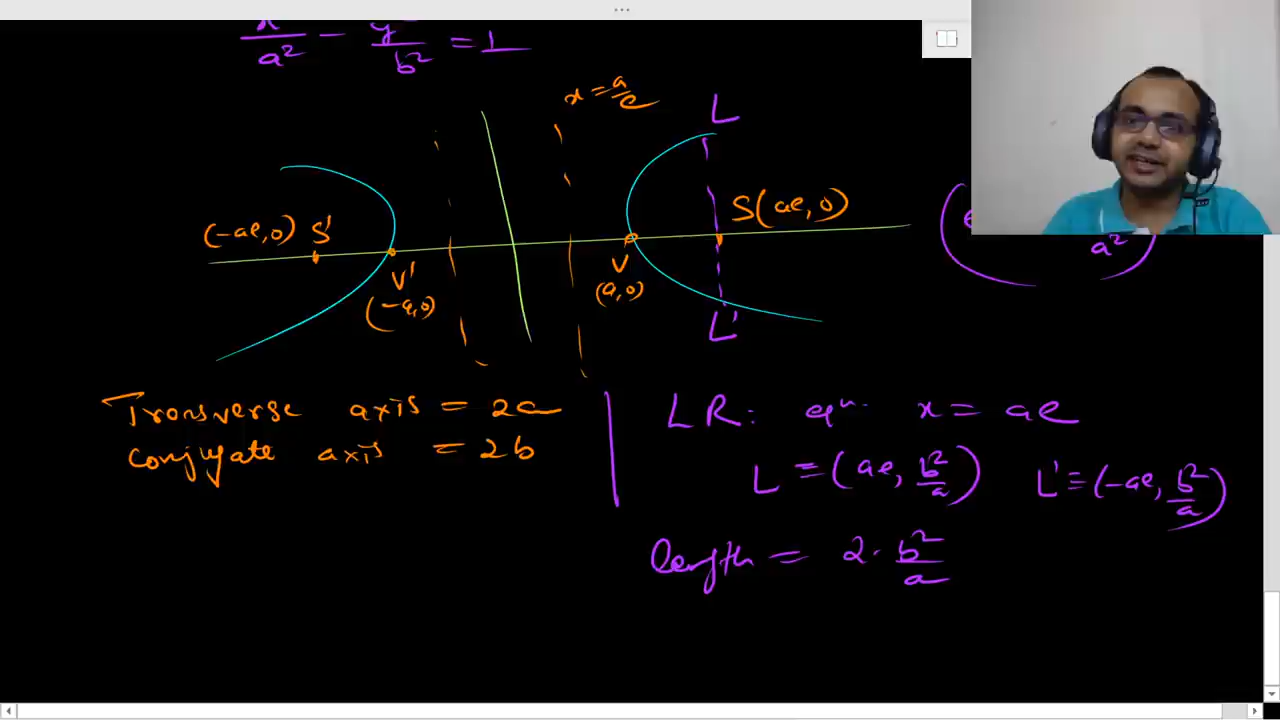 x²/a² - y²/b² = 1
x = a/e
L
(-ae, 0) S'
S(ae, 0)
V'
(-a, 0)
V
(a, 0)
L'
a²
Transverse axis = 2a
Conjugate axis = 2b
LR: eqⁿ. x = ae
L ≡ (ae, b²/a) L' ≡ (-ae, b²/a)
length = 2 · b²/a